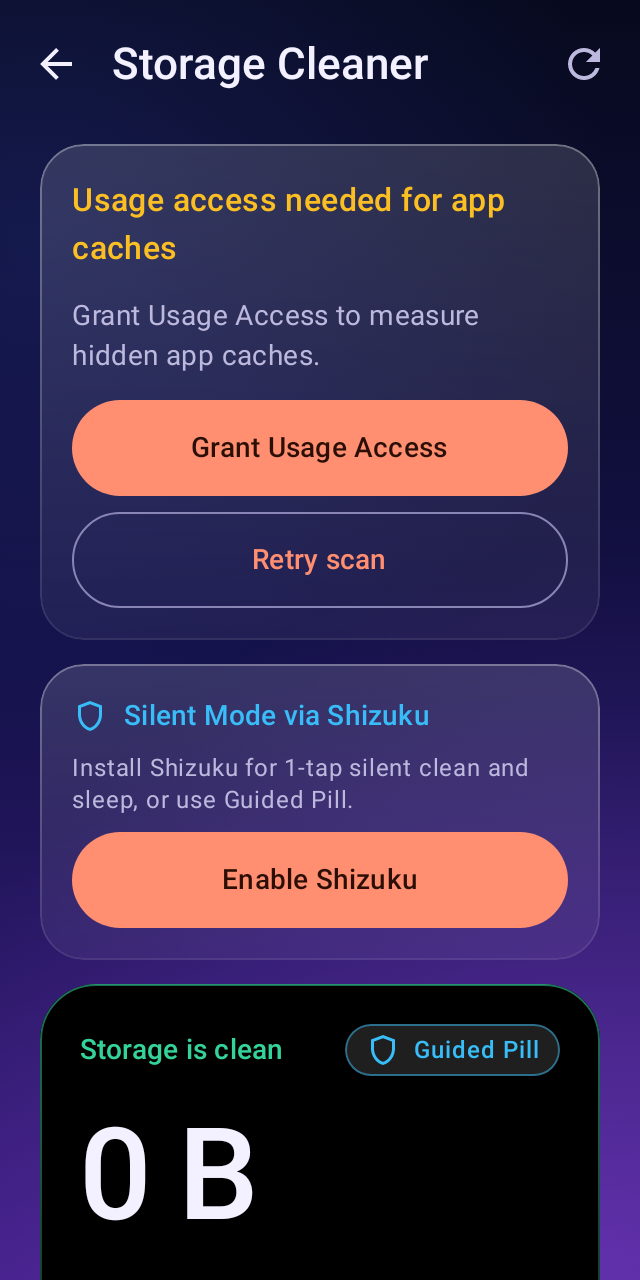 Storage Cleaner
Usage access needed for app
caches
Grant Usage Access to measure
hidden app caches.
Grant Usage Access
Retry scan
Silent Mode via Shizuku
Install Shizuku for 1-tap silent clean and
sleep, or use Guided Pill.
Enable Shizuku
Storage is clean
Guided Pill
0 B